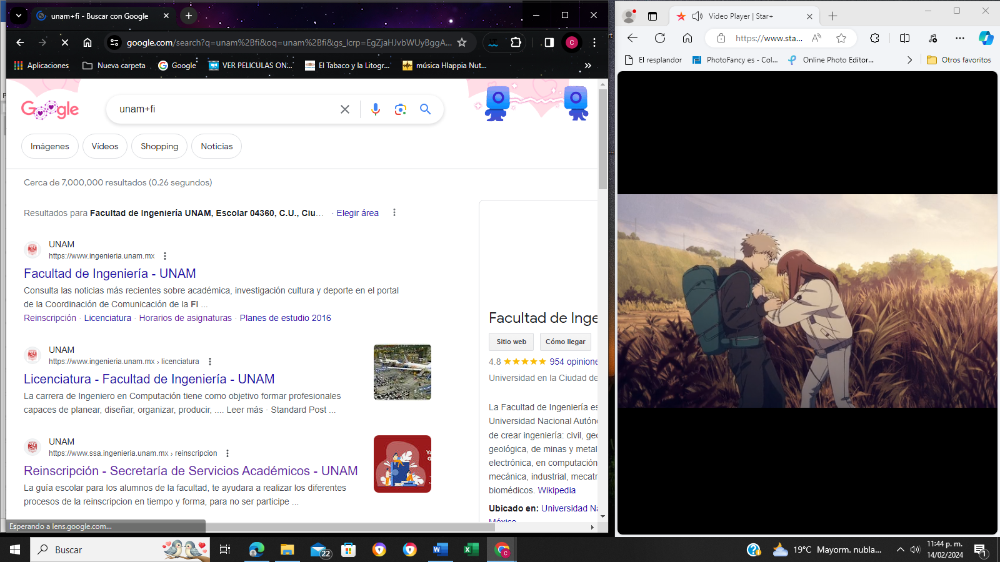 unam+fi - Buscar con Google
google.com/search?q=unam%2Bfi&oq=unam%2Bfi&gs_lcrp=EgZjaHJvbWUyBggA...
C
Aplicaciones
Nueva carpeta
Google
VER PELICULAS ON...
El Tabaco y la Litogr...
música Hlappia Nut...
Google
unam+fi
Imágenes
Vídeos
Shopping
Noticias
Cerca de 7,000,000 resultados (0.26 segundos)
Resultados para Facultad de Ingeniería UNAM, Escolar 04360, C.U., Ciu... · Elegir área
UNAM
https://www.ingenieria.unam.mx
Facultad de Ingeniería - UNAM
Consulta las noticias más recientes sobre académica, investigación cultura y deporte en el portal
de la Coordinación de Comunicación de la FI ...
Reinscripción · Licenciatura · Horarios de asignaturas · Planes de estudio 2016
UNAM
https://www.ingenieria.unam.mx › licenciatura
Licenciatura - Facultad de Ingeniería - UNAM
La carrera de Ingeniero en Computación tiene como objetivo formar profesionales
capaces de planear, diseñar, organizar, producir, .... Leer más · Standard Post ...
UNAM
https://www.ssa.ingenieria.unam.mx › reinscripcion
Reinscripción - Secretaría de Servicios Académicos - UNAM
La guía escolar para los alumnos de la facultad, te ayudara a realizar los diferentes
procesos de la reinscripcion en tiempo y forma, para no ser participe ...
Facultad de Inge
Sitio web
Cómo llegar
4.8
954 opinione
Universidad en la Ciudad de
La Facultad de Ingeniería es
Universidad Nacional Autónc
de crear ingeniería: civil, geo
geológica, de minas y metal
electrónica, en computación
mecánica, industrial, mecatr
biomédicos. Wikipedia
Ubicado en: Universidad Na
México
Esperando a lens.google.com...
Video Player | Star+
https://www.sta...
El resplandor
PhotoFancy es - Col...
Online Photo Editor...
Otros favoritos
Buscar
22
19°C Mayorm. nubla...
11:44 p. m.
14/02/2024
1